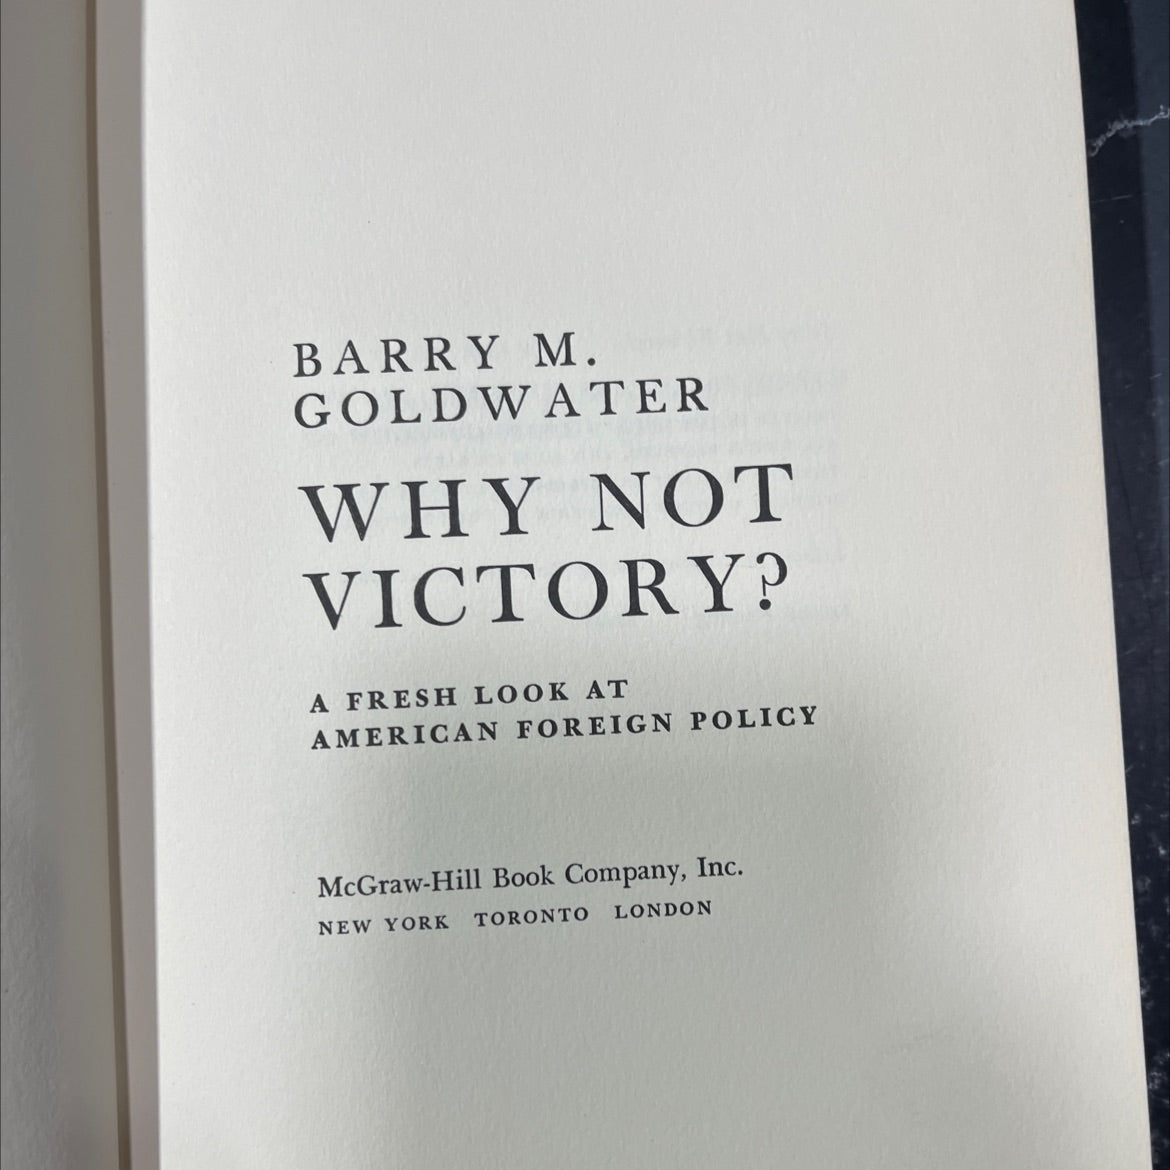 BARRY M.
GOLDWATER
WHY NOT
VICTORY?
A FRESH LOOK AT
AMERICAN FOREIGN POLICY
McGraw-Hill Book Company, Inc.
NEW YORK TORONTO LONDON